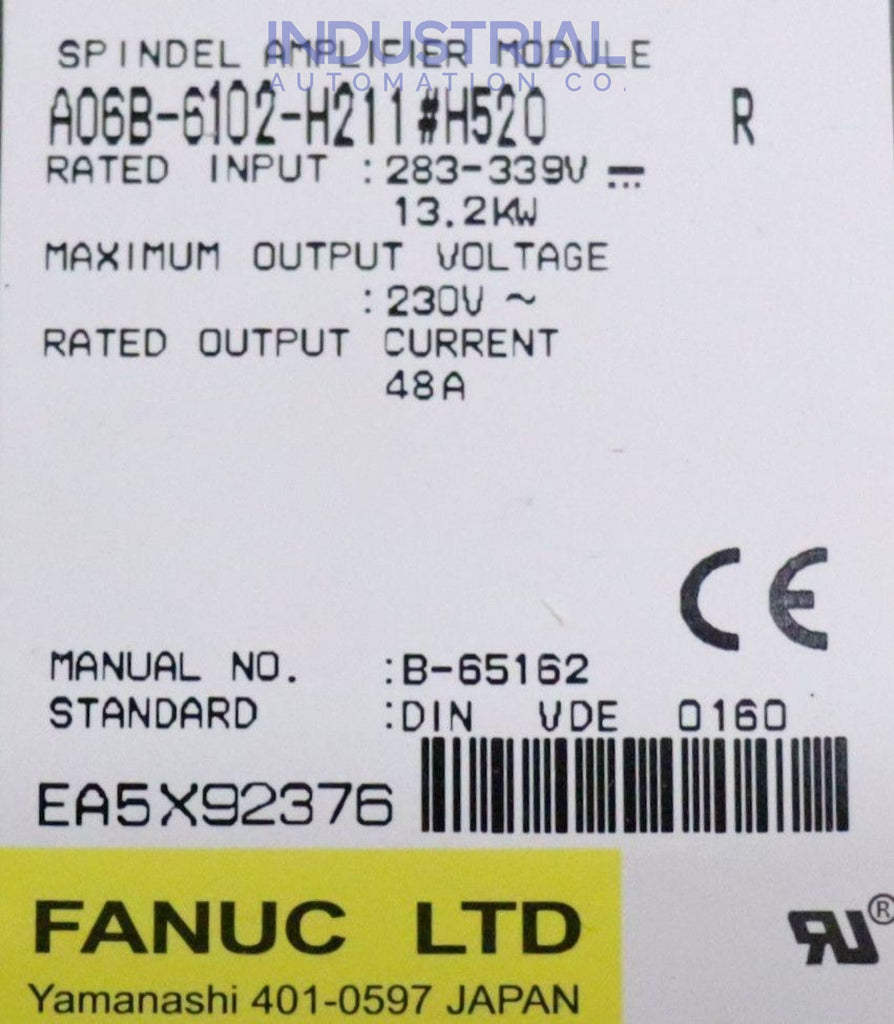 INDUSTRIAL
AUTOMATION CO.
SPINDEL AMPLIFIER MODULE
A06B-6102-H211#H520 R
RATED INPUT :283-339V ⎓
13.2KW
MAXIMUM OUTPUT VOLTAGE
:230V ~
RATED OUTPUT CURRENT
48A
CE
MANUAL NO. :B-65162
STANDARD :DIN VDE 0160
EA5X92376
FANUC LTD
Yamanashi 401-0597 JAPAN
RU®